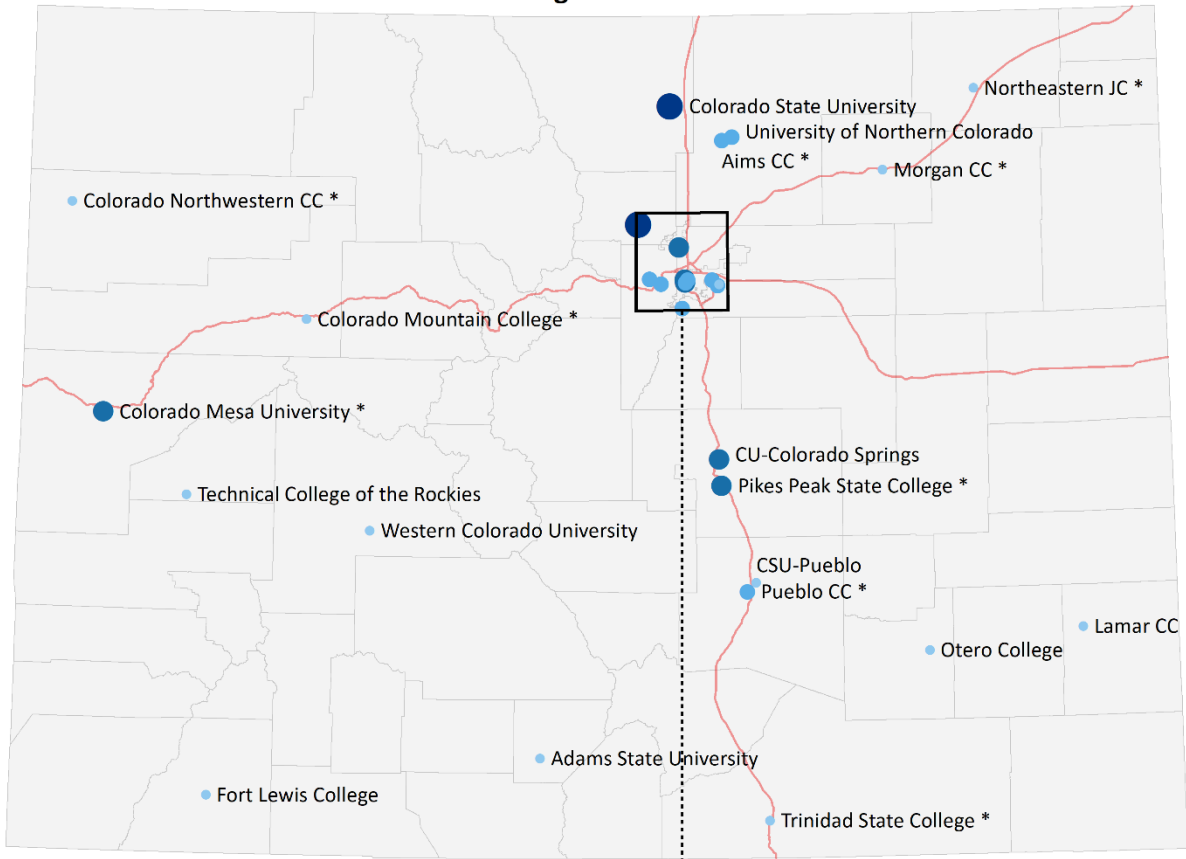 Northeastern JC *
Colorado State University
University of Northern Colorado
Aims CC *
Morgan CC *
Colorado Northwestern CC *
Colorado Mountain College *
Colorado Mesa University *
CU-Colorado Springs
Pikes Peak State College *
Technical College of the Rockies
Western Colorado University
CSU-Pueblo
Pueblo CC *
Lamar CC
Otero College
Adams State University
Fort Lewis College
Trinidad State College *